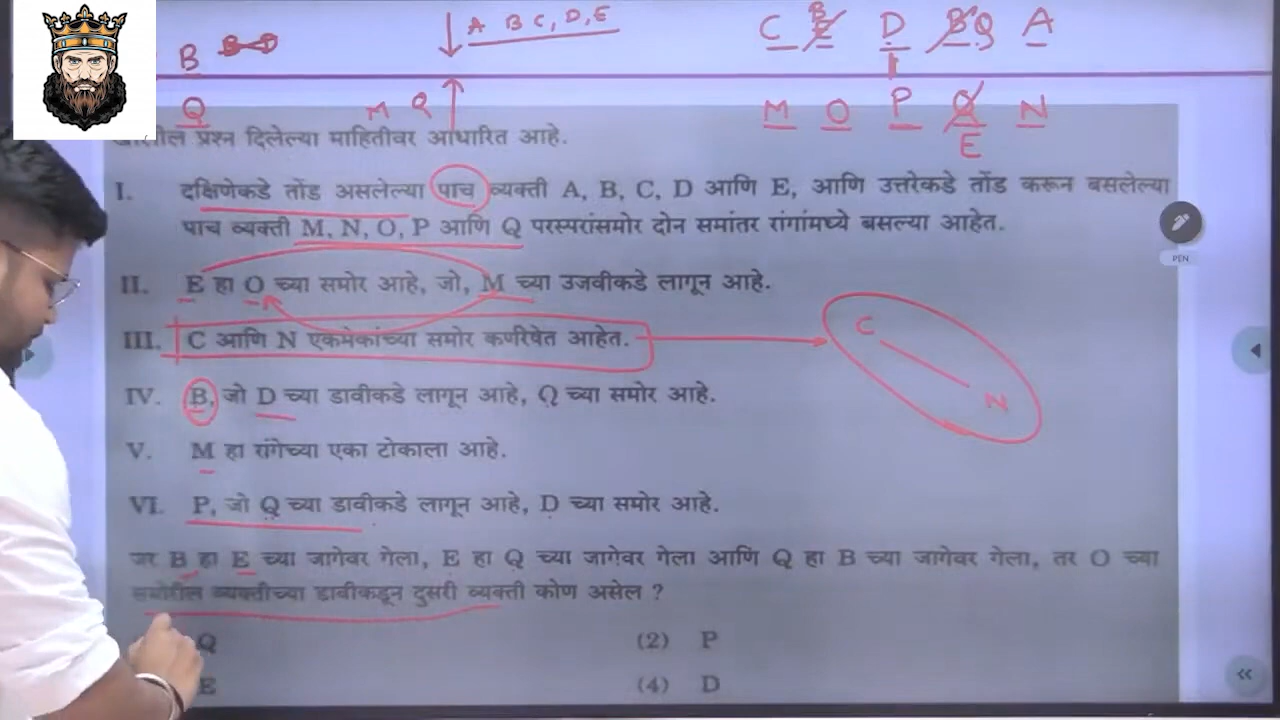 A B C, D, E
C B D B Q A
B
Q M Q M O P Q N
E
प्रश्न दिलेल्या माहितीवर आधारित आहे.
I. दक्षिणेकडे तोंड असलेल्या पाच व्यक्ती A, B, C, D आणि E, आणि उत्तरेकडे तोंड करून बसलेल्या
पाच व्यक्ती M, N, O, P आणि Q परस्परांसमोर दोन समांतर रांगांमध्ये बसल्या आहेत.
PEN
II. E हा O च्या समोर आहे, जो, M च्या उजवीकडे लागून आहे.
III. C आणि N एकमेकांच्या समोर कर्णरेषेत आहेत.
C
N
IV. B, जो D च्या डावीकडे लागून आहे, Q च्या समोर आहे.
V. M हा रांगेच्या एका टोकाला आहे.
VI. P, जो Q च्या डावीकडे लागून आहे, D च्या समोर आहे.
जर B हा E च्या जागेवर गेला, E हा Q च्या जागेवर गेला आणि Q हा B च्या जागेवर गेला, तर O च्या
समोरील व्यक्तीच्या डावीकडून दुसरी व्यक्ती कोण असेल ?
Q (2) P
E (4) D